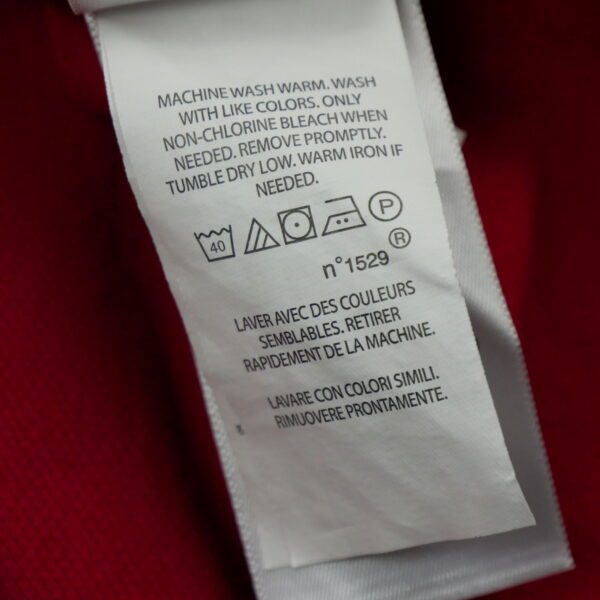 MACHINE WASH WARM. WASH
WITH LIKE COLORS. ONLY
NON-CHLORINE BLEACH WHEN
NEEDED. REMOVE PROMPTLY.
TUMBLE DRY LOW. WARM IRON IF
NEEDED.
40 P
n°1529 ®
LAVER AVEC DES COULEURS
SEMBLABLES. RETIRER
RAPIDEMENT DE LA MACHINE.
LAVARE CON COLORI SIMILI.
RIMUOVERE PRONTAMENTE.